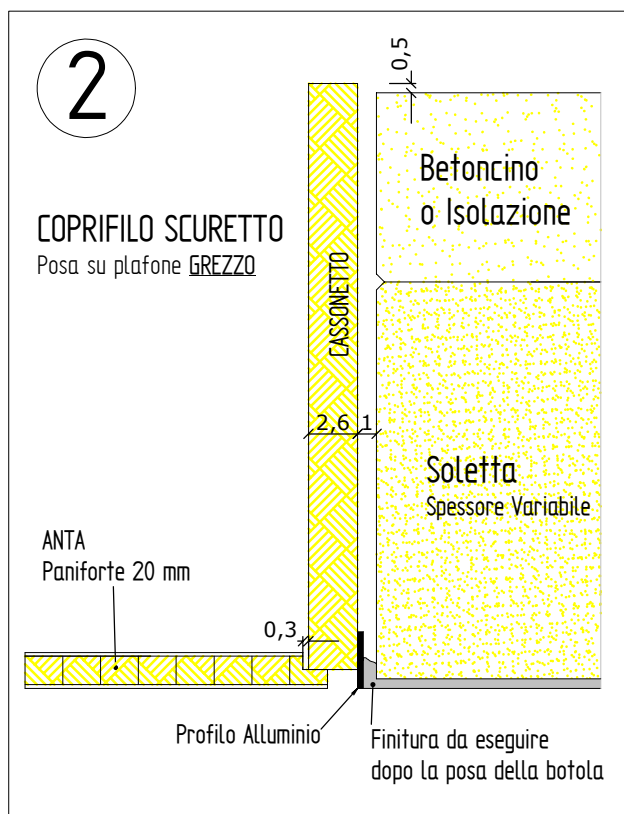 2
0,5
Betoncino
o Isolazione
COPRIFILO SCURETTO
Posa su plafone GREZZO
CASSONETTO
2,6
1
Soletta
Spessore Variabile
ANTA
Paniforte 20 mm
0,3
Profilo Alluminio
Finitura da eseguire
dopo la posa della botola